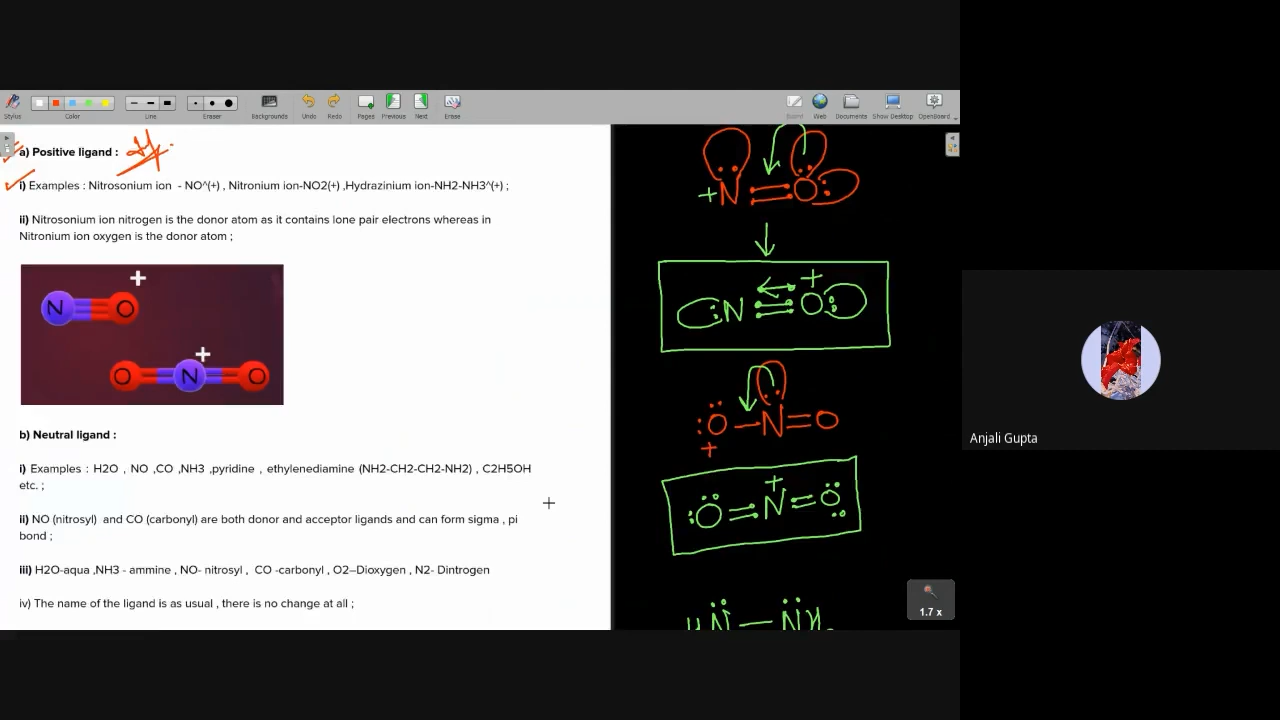 Stylus Color Line Eraser Backgrounds Undo Redo Pages Previous Next Erase Board Web Documents Show Desktop OpenBoard
a) Positive ligand :
i) Examples : Nitrosonium ion - NO^(+) , Nitronium ion-NO2(+) ,Hydrazinium ion-NH2-NH3^(+) ;
ii) Nitrosonium ion nitrogen is the donor atom as it contains lone pair electrons whereas in
Nitronium ion oxygen is the donor atom ;
+
N O
+
O N O
b) Neutral ligand :
i) Examples : H2O , NO ,CO ,NH3 ,pyridine , ethylenediamine (NH2-CH2-CH2-NH2) , C2H5OH
etc. ;
ii) NO (nitrosyl) and CO (carbonyl) are both donor and acceptor ligands and can form sigma , pi
bond ;
iii) H2O-aqua ,NH3 - ammine , NO- nitrosyl , CO -carbonyl , O2–Dioxygen , N2- Dintrogen
iv) The name of the ligand is as usual , there is no change at all ;
+N=O:
+
:N≡O:
:O–N=O
+
+
:O=N=O
HN–NH
1.7 x
Anjali Gupta